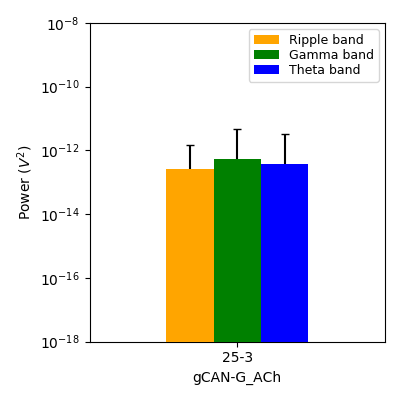 10⁻⁸
Ripple band
Gamma band
Theta band
10⁻¹⁰
10⁻¹²
10⁻¹⁴
10⁻¹⁶
10⁻¹⁸
Power (V²)
25-3
gCAN-G_ACh